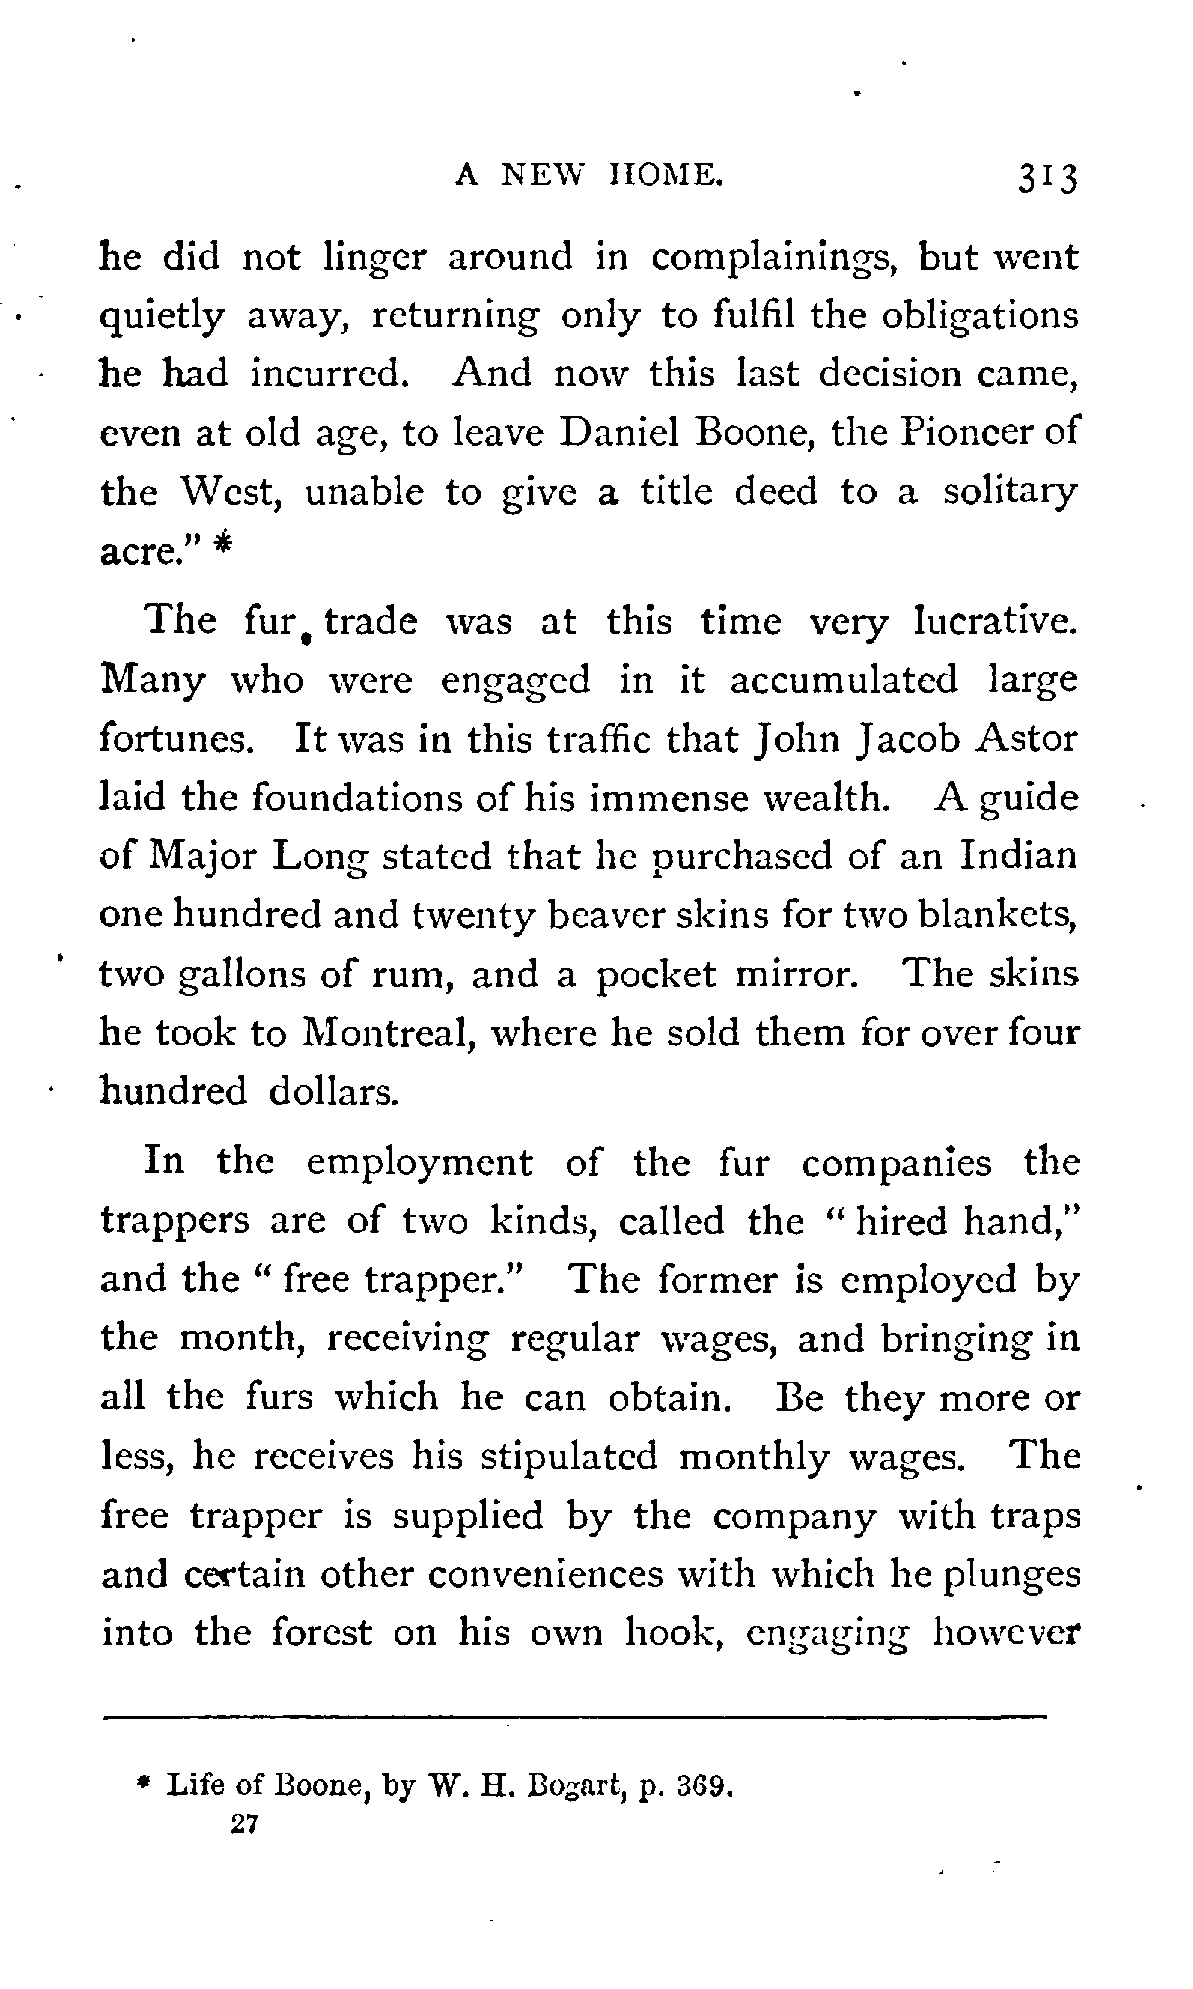 A NEW HOME. 313
he did not linger around in complainings, but went
quietly away, returning only to fulfil the obligations
he had incurred. And now this last decision came,
even at old age, to leave Daniel Boone, the Pioneer of
the West, unable to give a title deed to a solitary
acre." *
The fur trade was at this time very lucrative.
Many who were engaged in it accumulated large
fortunes. It was in this traffic that John Jacob Astor
laid the foundations of his immense wealth. A guide
of Major Long stated that he purchased of an Indian
one hundred and twenty beaver skins for two blankets,
two gallons of rum, and a pocket mirror. The skins
he took to Montreal, where he sold them for over four
hundred dollars.
In the employment of the fur companies the
trappers are of two kinds, called the " hired hand,"
and the " free trapper." The former is employed by
the month, receiving regular wages, and bringing in
all the furs which he can obtain. Be they more or
less, he receives his stipulated monthly wages. The
free trapper is supplied by the company with traps
and certain other conveniences with which he plunges
into the forest on his own hook, engaging however
* Life of Boone, by W. H. Bogart, p. 369.
27